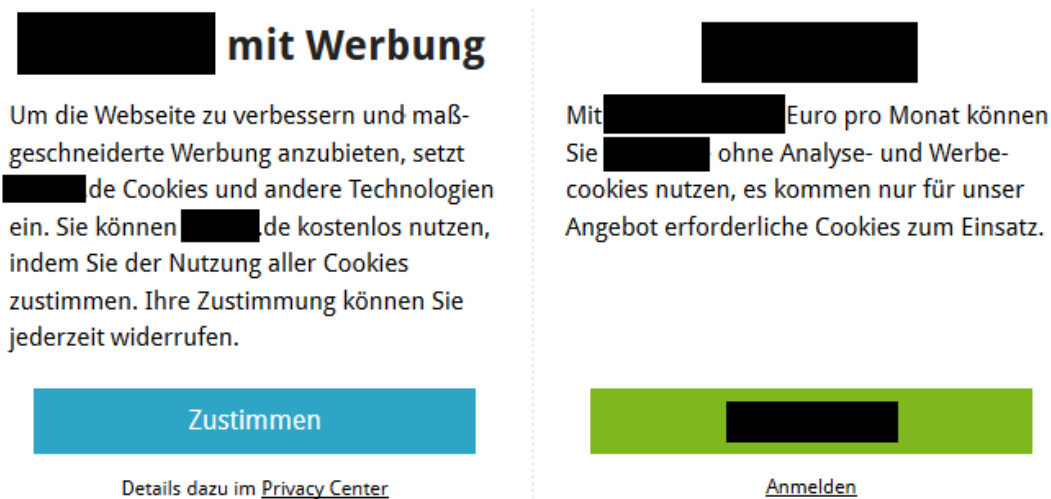 mit Werbung
Um die Webseite zu verbessern und maß-
geschneiderte Werbung anzubieten, setzt
.de Cookies und andere Technologien
ein. Sie können .de kostenlos nutzen,
indem Sie der Nutzung aller Cookies
zustimmen. Ihre Zustimmung können Sie
jederzeit widerrufen.
Zustimmen
Details dazu im Privacy Center
Mit Euro pro Monat können
Sie ohne Analyse- und Werbe-
cookies nutzen, es kommen nur für unser
Angebot erforderliche Cookies zum Einsatz.
Anmelden